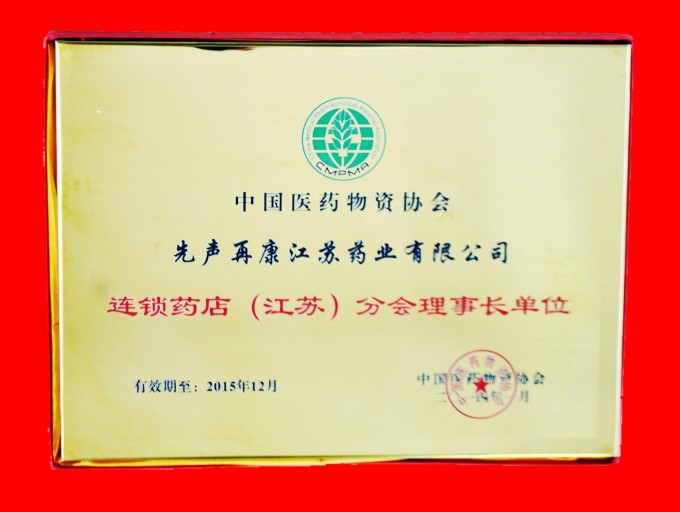 CMPMA
中国医药物资协会
先声再康江苏药业有限公司
连锁药店（江苏）分会理事长单位
有效期至：2015年12月
中国医药物资协会